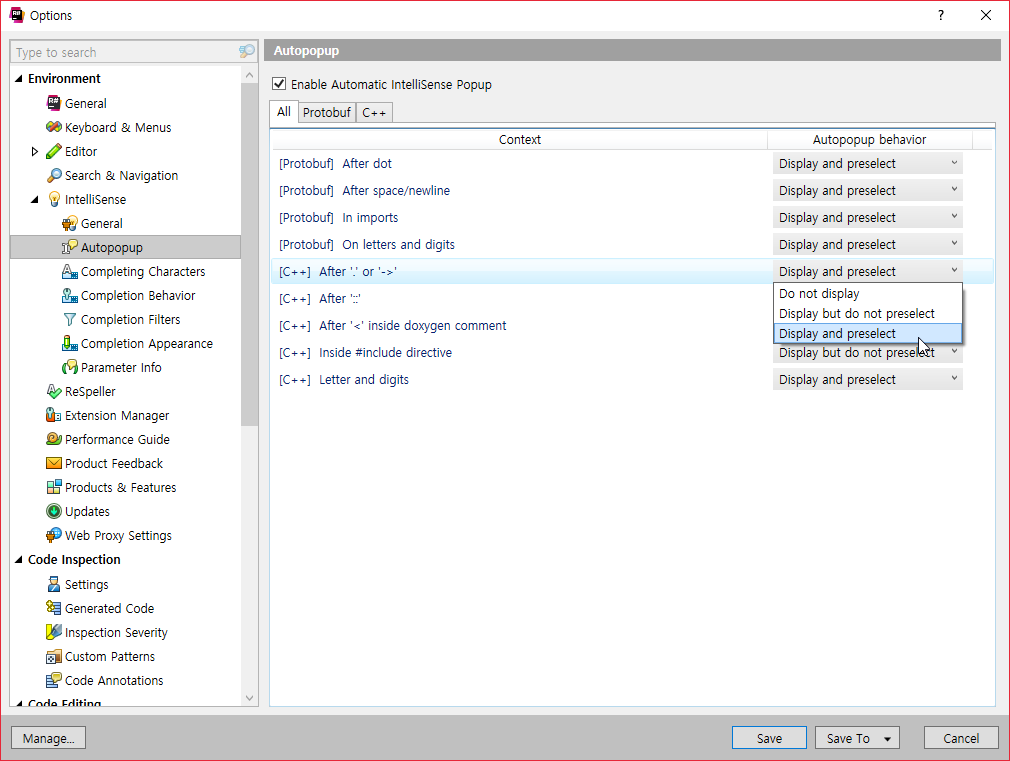 Options
?
Type to search
Environment
General
Keyboard & Menus
Editor
Search & Navigation
IntelliSense
General
Autopopup
Completing Characters
Completion Behavior
Completion Filters
Completion Appearance
Parameter Info
ReSpeller
Extension Manager
Performance Guide
Product Feedback
Products & Features
Updates
Web Proxy Settings
Code Inspection
Settings
Generated Code
Inspection Severity
Custom Patterns
Code Annotations
Code Editing
Autopopup
Enable Automatic IntelliSense Popup
All Protobuf C++
Context Autopopup behavior
[Protobuf] After dot Display and preselect
[Protobuf] After space/newline Display and preselect
[Protobuf] In imports Display and preselect
[Protobuf] On letters and digits Display and preselect
[C++] After '.' or '->' Display and preselect
Do not display
[C++] After '::'
Display but do not preselect
[C++] After '<' inside doxygen comment
Display and preselect
[C++] Inside #include directive Display but do not preselect
[C++] Letter and digits Display and preselect
Manage...
Save
Save To
Cancel